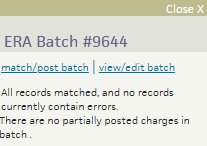 Close X
ERA Batch #9644
match/post batch | view/edit batch
All records matched, and no records
currently contain errors.
There are no partially posted charges in
batch .